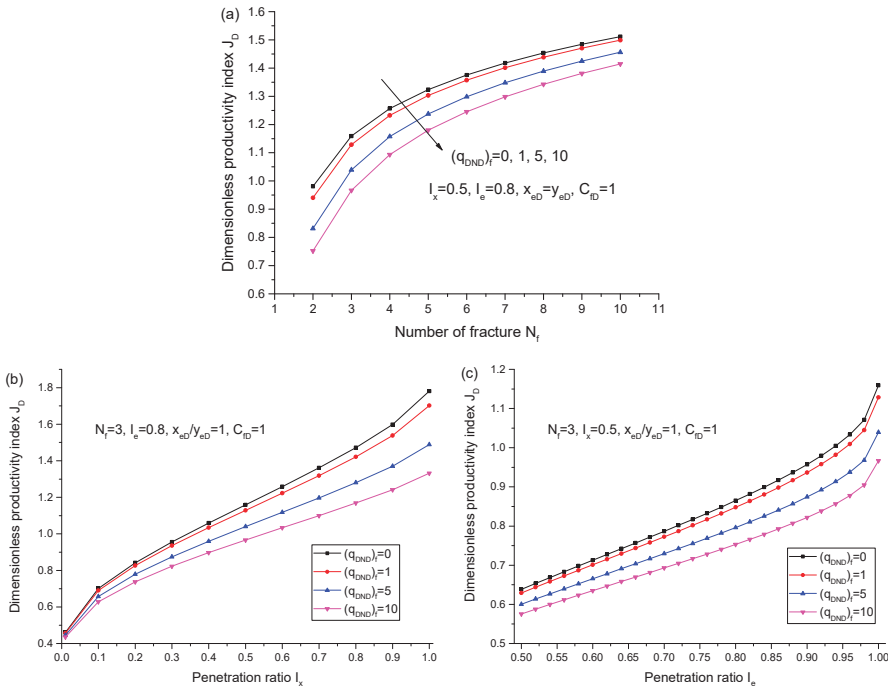 (a)
Dimensionless productivity index J_D
1.6
1.5
1.4
1.3
1.2
1.1
1.0
0.9
0.8
0.7
0.6
(q_DND)_f=0, 1, 5, 10
I_x=0.5, I_e=0.8, x_eD=y_eD, C_fD=1
1 2 3 4 5 6 7 8 9 10 11
Number of fracture N_f
(b)
Dimensionless productivity index J_D
1.8
1.6
1.4
1.2
1.0
0.8
0.6
0.4
N_f=3, I_e=0.8, x_eD/y_eD=1, C_fD=1
(q_DND)_f=0
(q_DND)_f=1
(q_DND)_f=5
(q_DND)_f=10
0.0 0.1 0.2 0.3 0.4 0.5 0.6 0.7 0.8 0.9 1.0
Penetration ratio I_x
(c)
Dimensionless productivity index J_D
1.2
1.1
1.0
0.9
0.8
0.7
0.6
0.5
N_f=3, I_x=0.5, x_eD/y_eD=1, C_fD=1
(q_DND)_f=0
(q_DND)_f=1
(q_DND)_f=5
(q_DND)_f=10
0.50 0.55 0.60 0.65 0.70 0.75 0.80 0.85 0.90 0.95 1.00
Penetration ratio I_e